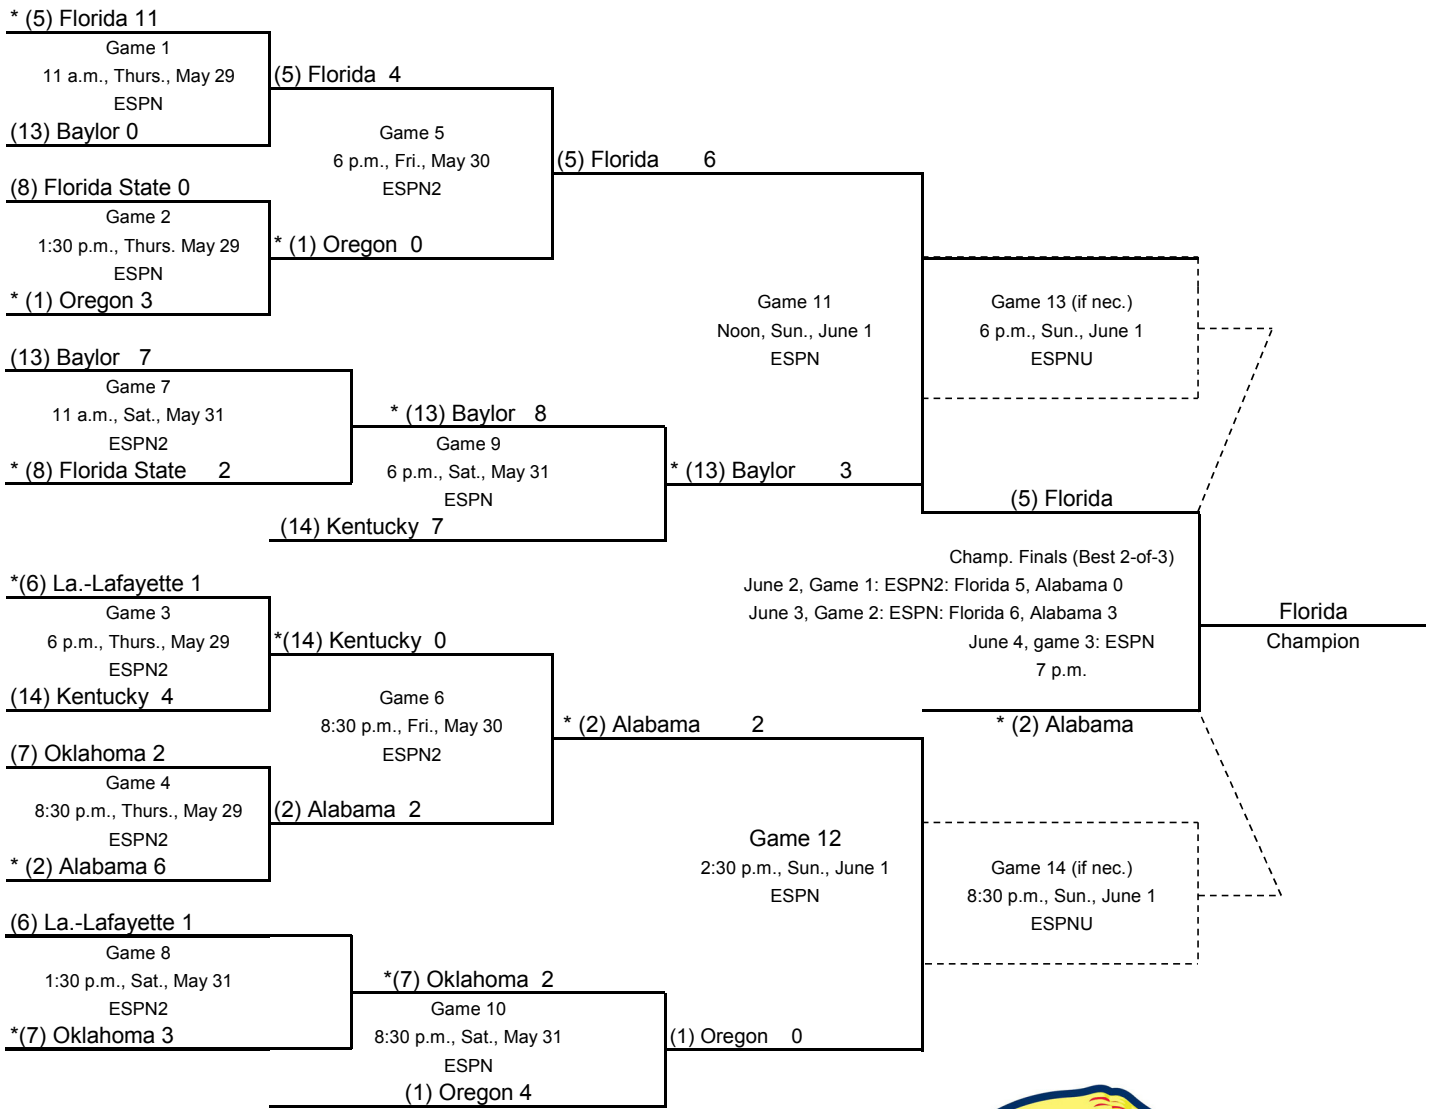 * (5) Florida 11
Game 1
11 a.m., Thurs., May 29
ESPN
(13) Baylor 0
(8) Florida State 0
Game 2
1:30 p.m., Thurs. May 29
ESPN
* (1) Oregon 3
(13) Baylor 7
Game 7
11 a.m., Sat., May 31
ESPN2
* (8) Florida State 2
*(6) La.-Lafayette 1
Game 3
6 p.m., Thurs., May 29
ESPN2
(14) Kentucky 4
(7) Oklahoma 2
Game 4
8:30 p.m., Thurs., May 29
ESPN2
* (2) Alabama 6
(6) La.-Lafayette 1
Game 8
1:30 p.m., Sat., May 31
ESPN2
*(7) Oklahoma 3
(5) Florida 4
Game 5
6 p.m., Fri., May 30
ESPN2
* (1) Oregon 0
* (13) Baylor 8
Game 9
6 p.m., Sat., May 31
ESPN
(14) Kentucky 7
*(14) Kentucky 0
Game 6
8:30 p.m., Fri., May 30
ESPN2
(2) Alabama 2
*(7) Oklahoma 2
Game 10
8:30 p.m., Sat., May 31
ESPN
(1) Oregon 4
(5) Florida 6
Game 11
Noon, Sun., June 1
ESPN
* (13) Baylor 3
* (2) Alabama 2
Game 12
2:30 p.m., Sun., June 1
ESPN
(1) Oregon 0
Game 13 (if nec.)
6 p.m., Sun., June 1
ESPNU
(5) Florida
Champ. Finals (Best 2-of-3)
June 2, Game 1: ESPN2: Florida 5, Alabama 0
June 3, Game 2: ESPN: Florida 6, Alabama 3
June 4, game 3: ESPN
7 p.m.
* (2) Alabama
Game 14 (if nec.)
8:30 p.m., Sun., June 1
ESPNU
Florida
Champion